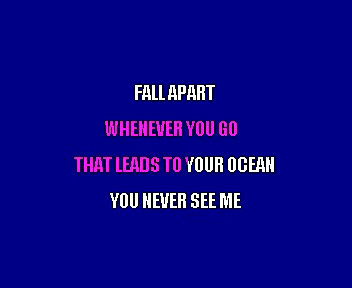 FALL APART
WHENEVER YOU GO
THAT LEADS TO YOUR OCEAN
YOU NEVER SEE ME